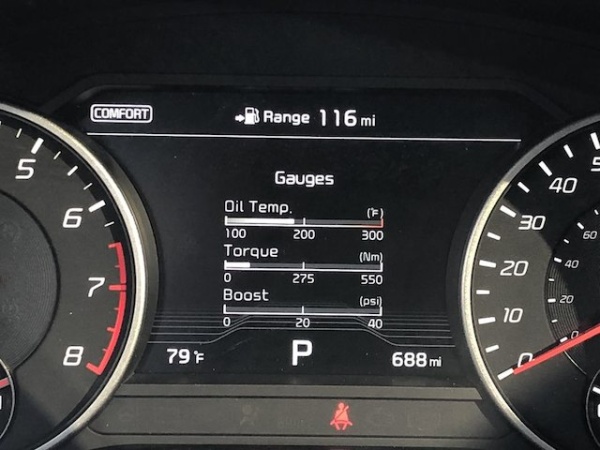 COMFORT
Range 116 mi
Gauges
Oil Temp. (°F)
100 200 300
Torque (Nm)
0 275 550
Boost (psi)
0 20 40
79°F P 688 mi
5
6
7
8
40
30
20
10
0
60
40
20
0